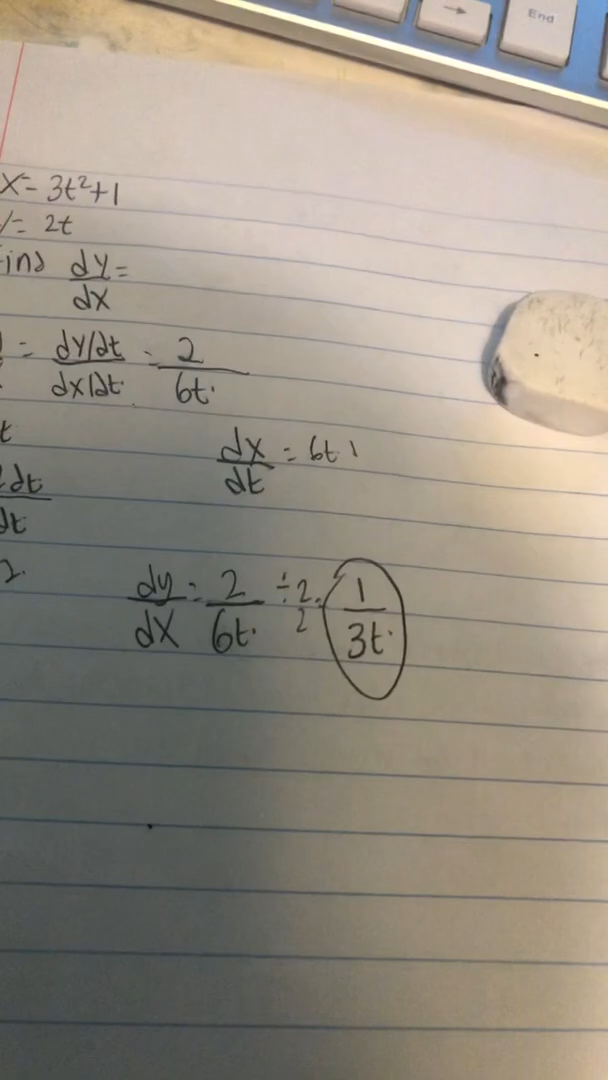 → End
x = 3t²+1
y = 2t
Find dy/dx =
= dy/dt / dx/dt = 2/6t.
t
dx/dt = 6t
2dt/dt
2.
dy/dx = 2/6t. ÷ 2/2 1/3t.